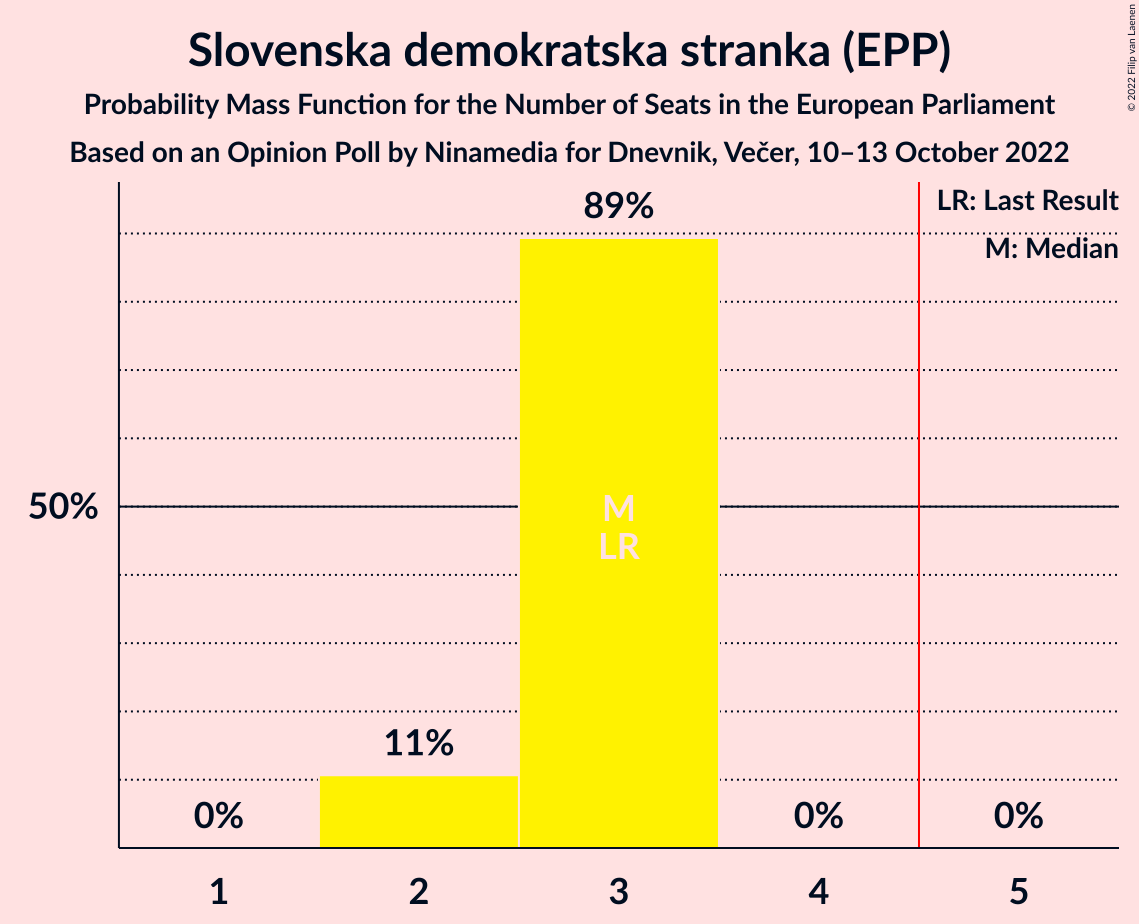 Slovenska demokratska stranka (EPP)
Probability Mass Function for the Number of Seats in the European Parliament
Based on an Opinion Poll by Ninamedia for Dnevnik, Večer, 10–13 October 2022
© 2022 Filip van Laenen
LR: Last Result
M: Median
89%
50%
M
LR
11%
0%
0%
0%
1
2
3
4
5